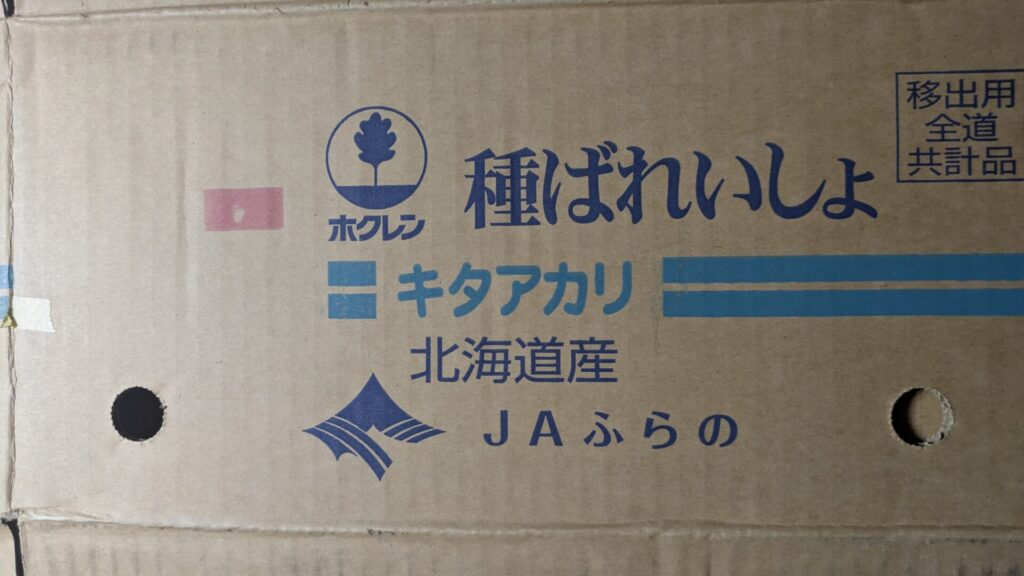 移出用
全道
共計品
ホクレン
種ばれいしょ
キタアカリ
北海道産
JAふらの